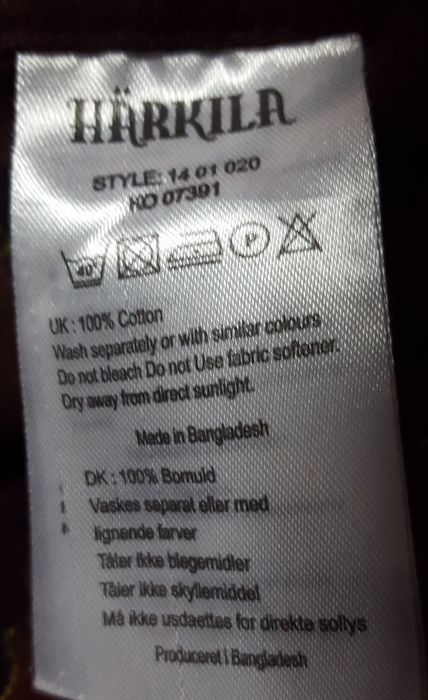 HÄRKILA
STYLE: 14 01 020
KO 07391
40° P
UK : 100% Cotton
Wash separately or with similar colours
Do not bleach Do not Use fabric softener.
Dry away from direct sunlight.
Made in Bangladesh
DK : 100% Bomuld
Vaskes separat eller med
lignende farver
Tåler ikke blegemidler
Tåler ikke skyllemiddel
Må ikke usdaettes for direkte sollys
Produceret i Bangladesh